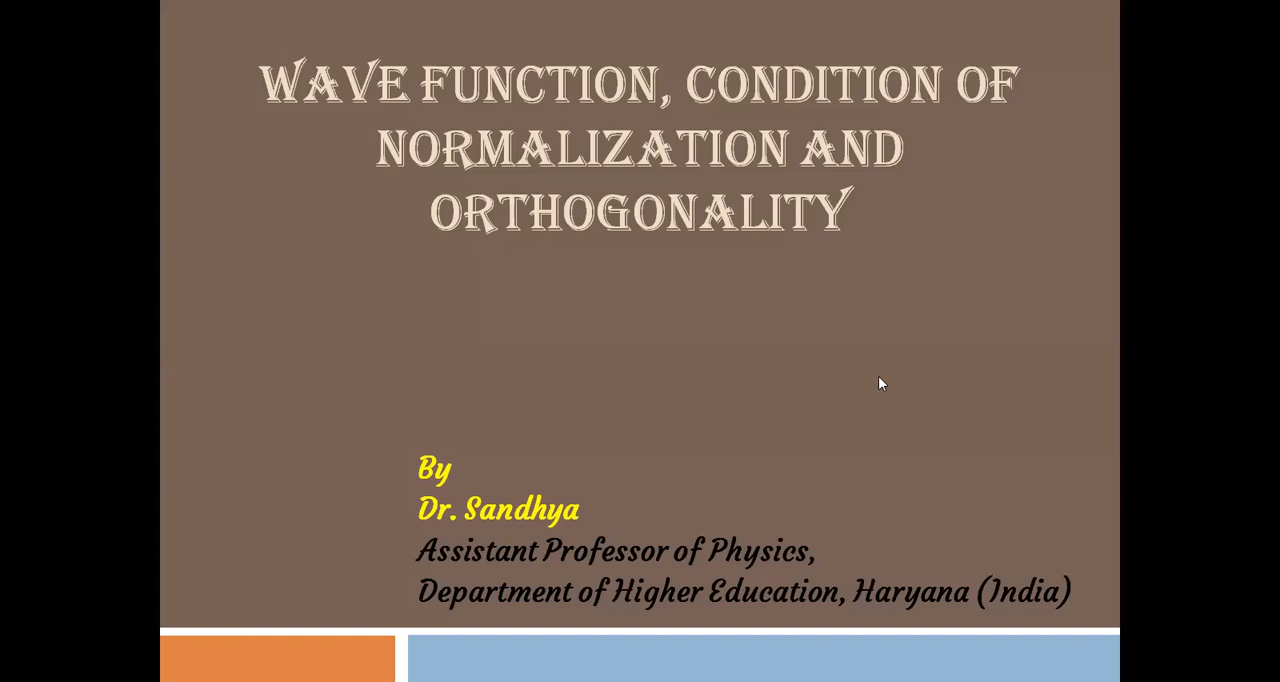 WAVE FUNCTION, CONDITION OF
NORMALIZATION AND
ORTHOGONALITY
By
Dr. Sandhya
Assistant Professor of Physics,
Department of Higher Education, Haryana (India)